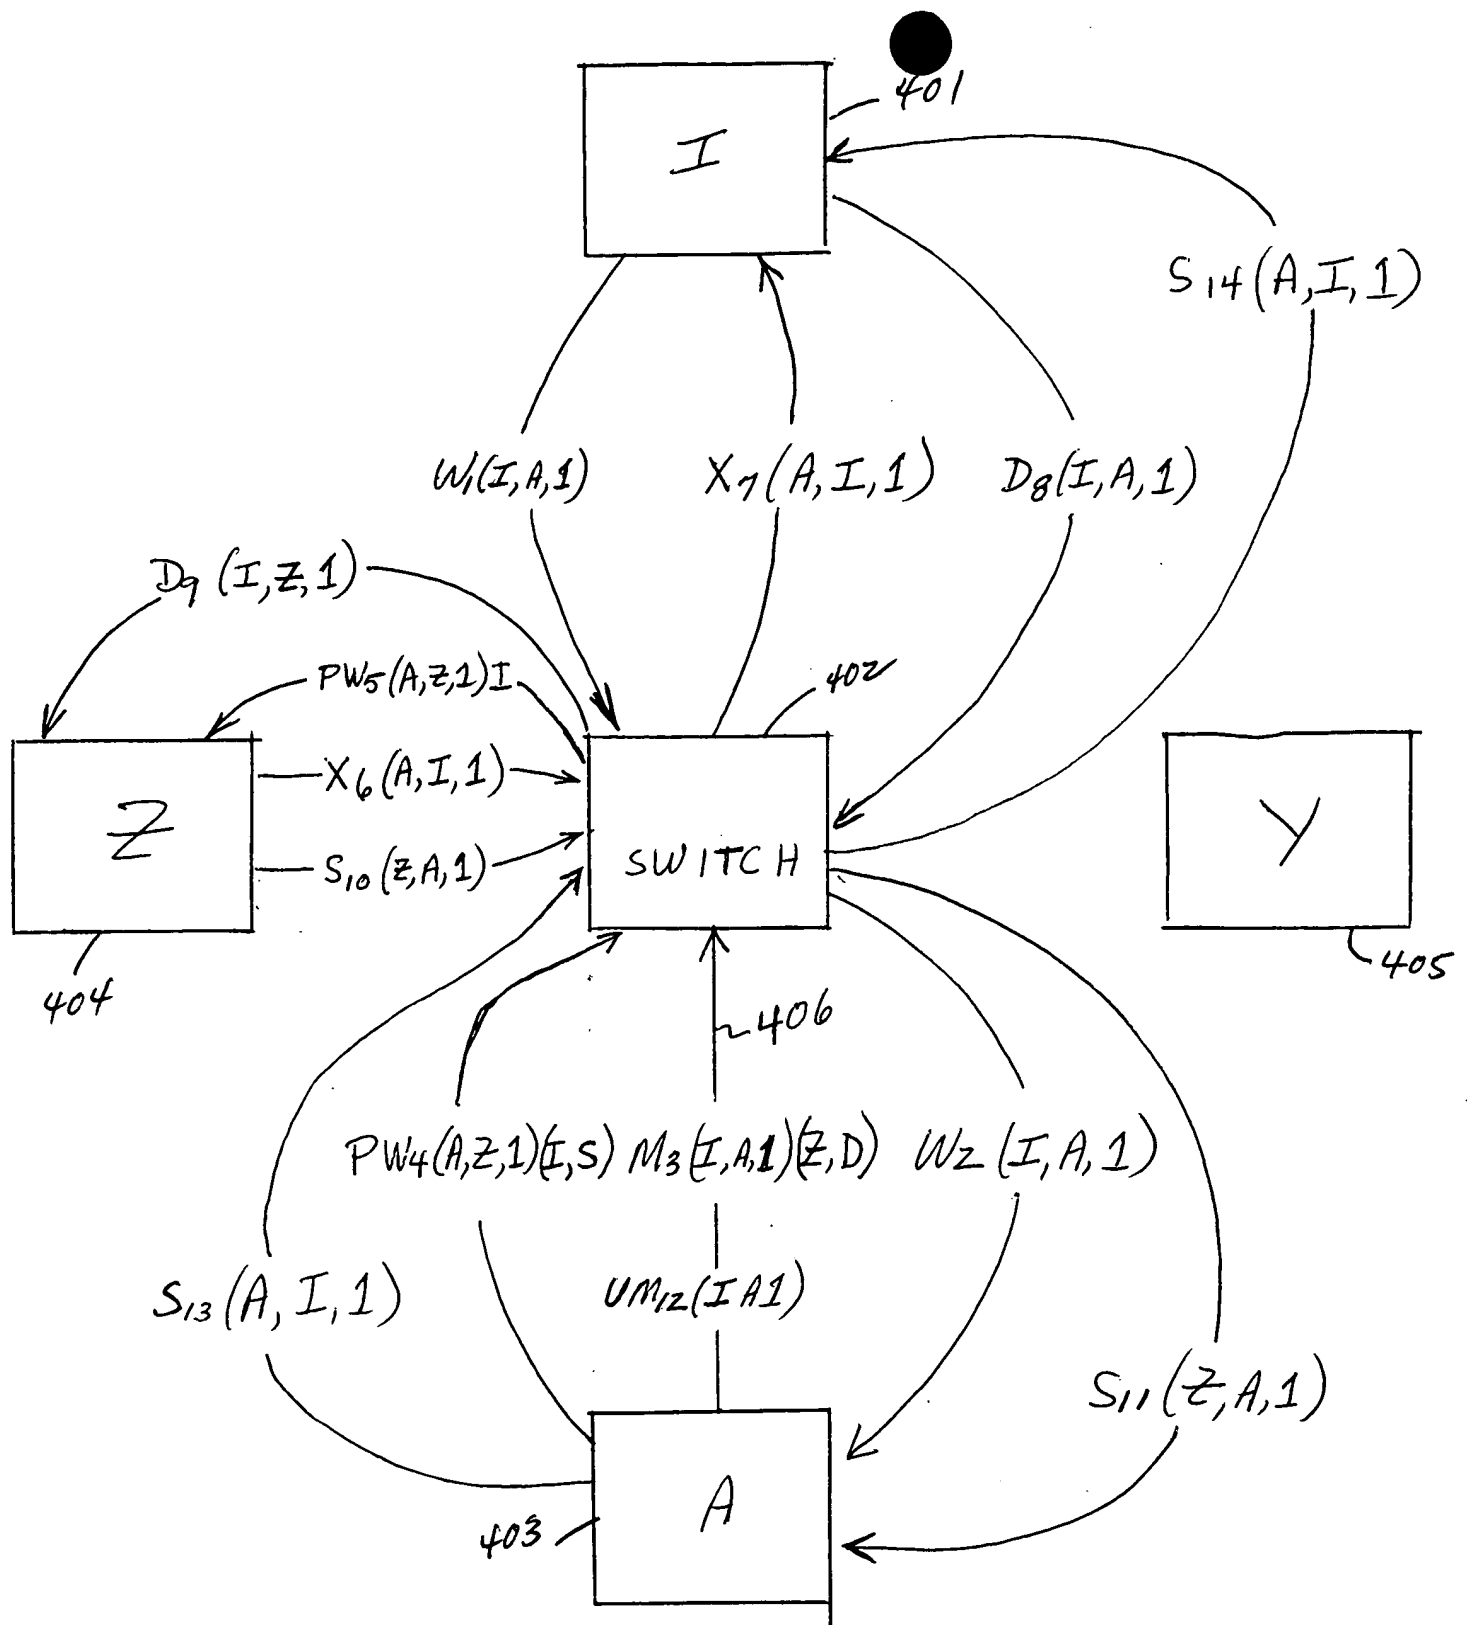 401
I
S14(A,I,1)
W1(I,A,1)
X7(A,I,1)
D8(I,A,1)
D9(I,Z,1)
PW5(A,Z,1)I
402
X6(A,I,1)
Z
Y
S10(Z,A,1)
SWITCH
404
405
406
PW4(A,Z,1)(I,S)
M3(I,A,1)(Z,D)
W2(I,A,1)
S13(A,I,1)
UM12(IA1)
S11(Z,A,1)
A
403